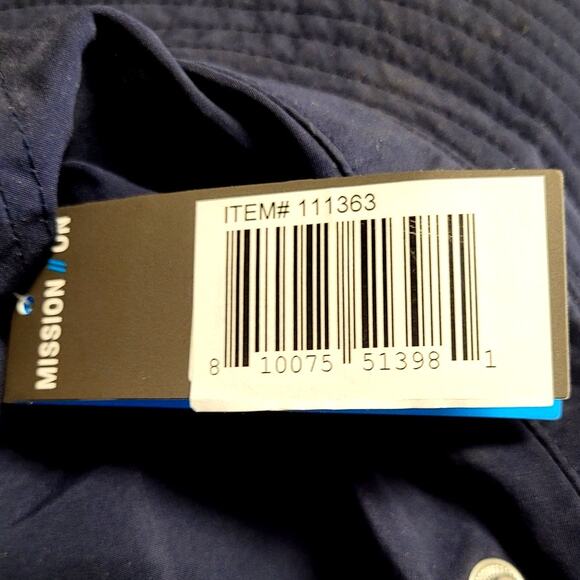 MISSION // ON
ITEM# 111363
8 10075 51398 1